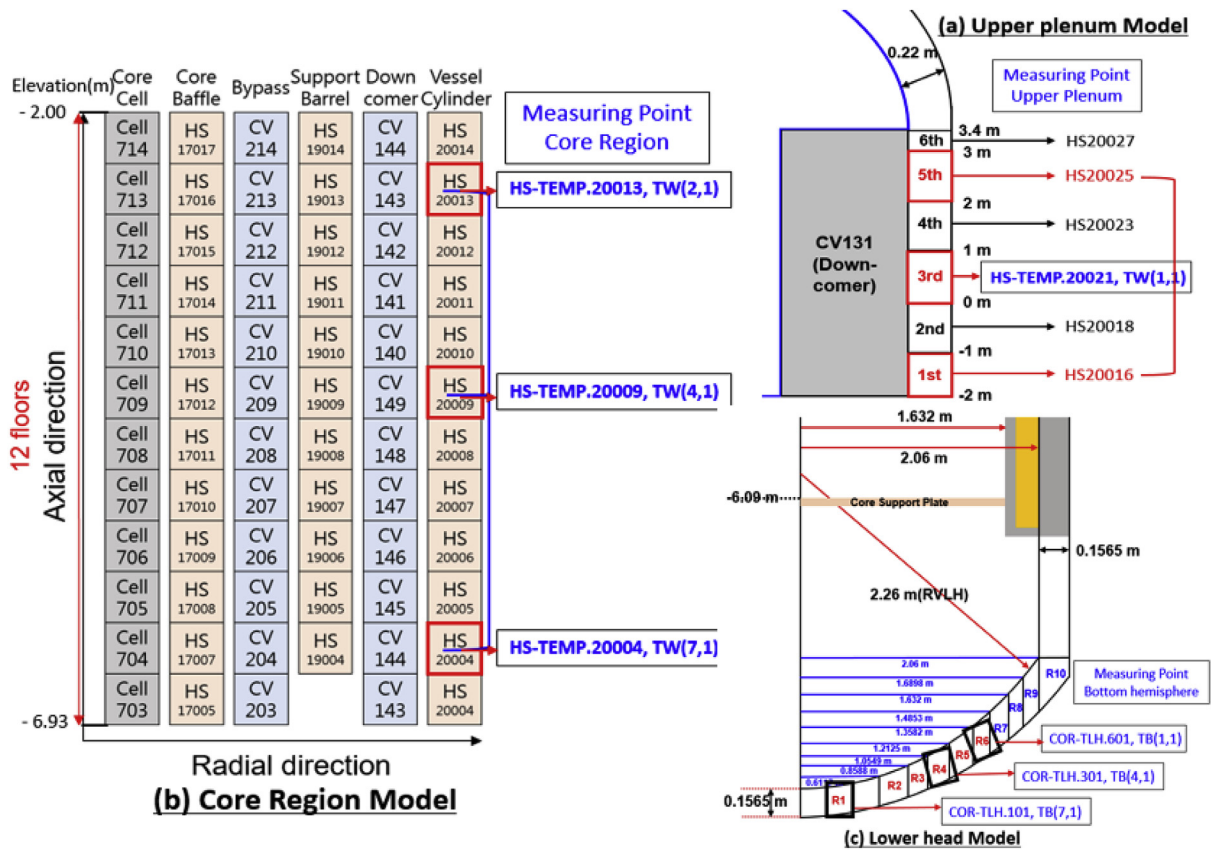 Elevation(m)
Core
Cell
Core
Baffle
Bypass
Support
Barrel
Down
comer
Vessel
Cylinder
- 2.00
Cell
714
HS
17017
CV
214
HS
19014
CV
144
HS
20014
Cell
713
HS
17016
CV
213
HS
19013
CV
143
HS
20013
Cell
712
HS
17015
CV
212
HS
19012
CV
142
HS
20012
Cell
711
HS
17014
CV
211
HS
19011
CV
141
HS
20011
Cell
710
HS
17013
CV
210
HS
19010
CV
140
HS
20010
Cell
709
HS
17012
CV
209
HS
19009
CV
149
HS
20009
Cell
708
HS
17011
CV
208
HS
19008
CV
148
HS
20008
Cell
707
HS
17010
CV
207
HS
19007
CV
147
HS
20007
Cell
706
HS
17009
CV
206
HS
19006
CV
146
HS
20006
Cell
705
HS
17008
CV
205
HS
19005
CV
145
HS
20005
Cell
704
HS
17007
CV
204
HS
19004
CV
144
HS
20004
Cell
703
HS
17005
CV
203
CV
143
HS
20004
- 6.93
12 floors
Axial direction
Radial direction
(b) Core Region Model
Measuring Point
Core Region
HS-TEMP.20013, TW(2,1)
HS-TEMP.20009, TW(4,1)
HS-TEMP.20004, TW(7,1)
(a) Upper plenum Model
0.22 m
Measuring Point
Upper Plenum
CV131
(Down-
comer)
6th
3.4 m
HS20027
3 m
5th
HS20025
2 m
4th
HS20023
1 m
3rd
HS-TEMP.20021, TW(1,1)
0 m
2nd
HS20018
-1 m
1st
HS20016
-2 m
1.632 m
2.06 m
-6.09 m
Core Support Plate
0.1565 m
2.26 m(RVLH)
2.06 m
1.6898 m
1.632 m
1.4853 m
1.3582 m
1.2125 m
1.0549 m
0.8588 m
R10
R9
R8
R7
R6
R5
R4
R3
R2
R1
Measuring Point
Bottom hemisphere
COR-TLH.601, TB(1,1)
COR-TLH.301, TB(4,1)
COR-TLH.101, TB(7,1)
0.1565 m
(c) Lower head Model